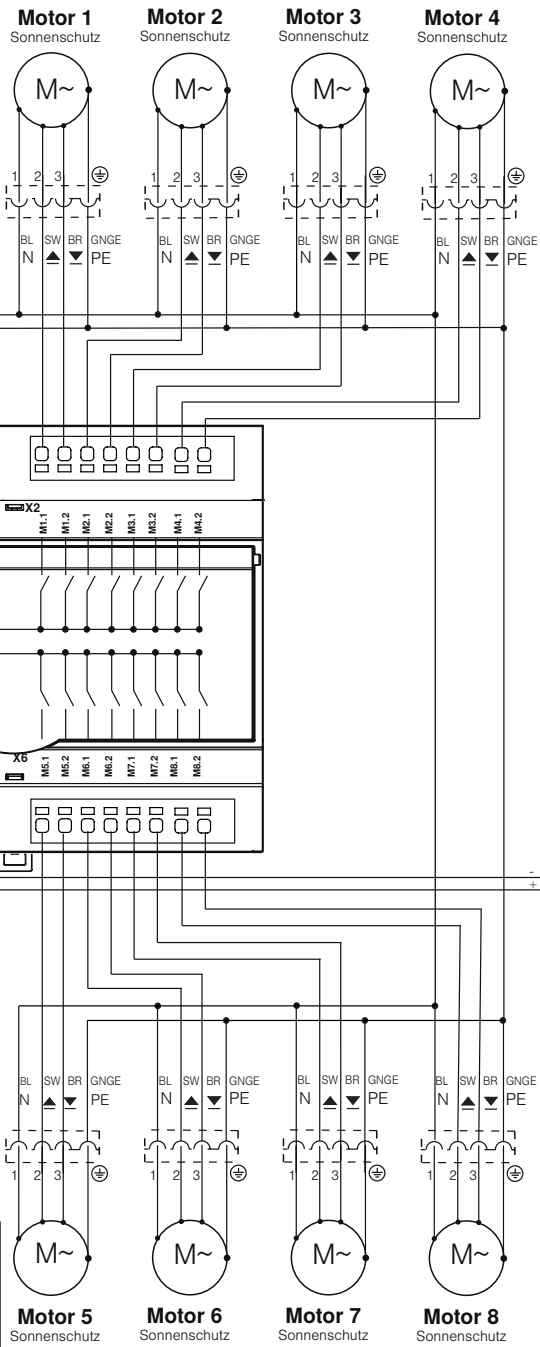 Motor 1 Motor 2 Motor 3 Motor 4
Sonnenschutz Sonnenschutz Sonnenschutz Sonnenschutz
M~ M~ M~ M~
1 2 3 1 2 3 1 2 3 1 2 3
BL SW BR GNGE BL SW BR GNGE BL SW BR GNGE BL SW BR GNGE
N PE N PE N PE N PE
X2
M1.1 M1.2 M2.1 M2.2 M3.1 M3.2 M4.1 M4.2
X6
M5.1 M5.2 M6.1 M6.2 M7.1 M7.2 M8.1 M8.2
-
+
BL SW BR GNGE BL SW BR GNGE BL SW BR GNGE BL SW BR GNGE
N PE N PE N PE N PE
1 2 3 1 2 3 1 2 3 1 2 3
M~ M~ M~ M~
Motor 5 Motor 6 Motor 7 Motor 8
Sonnenschutz Sonnenschutz Sonnenschutz Sonnenschutz